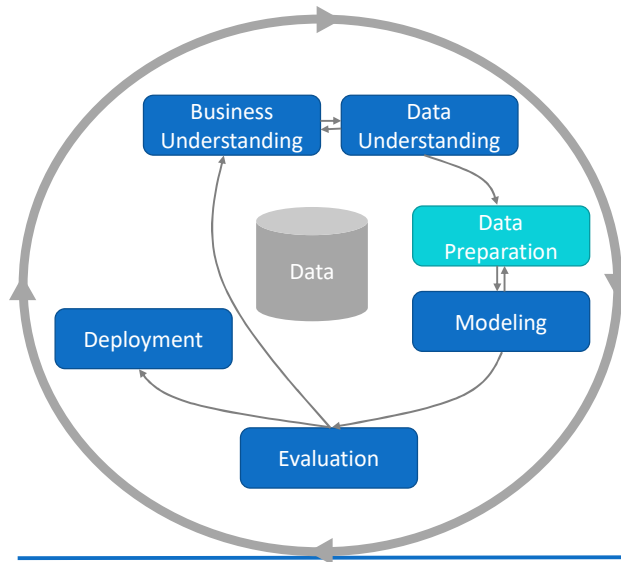 Business
Understanding
Data
Understanding
Data
Preparation
Data
Modeling
Deployment
Evaluation